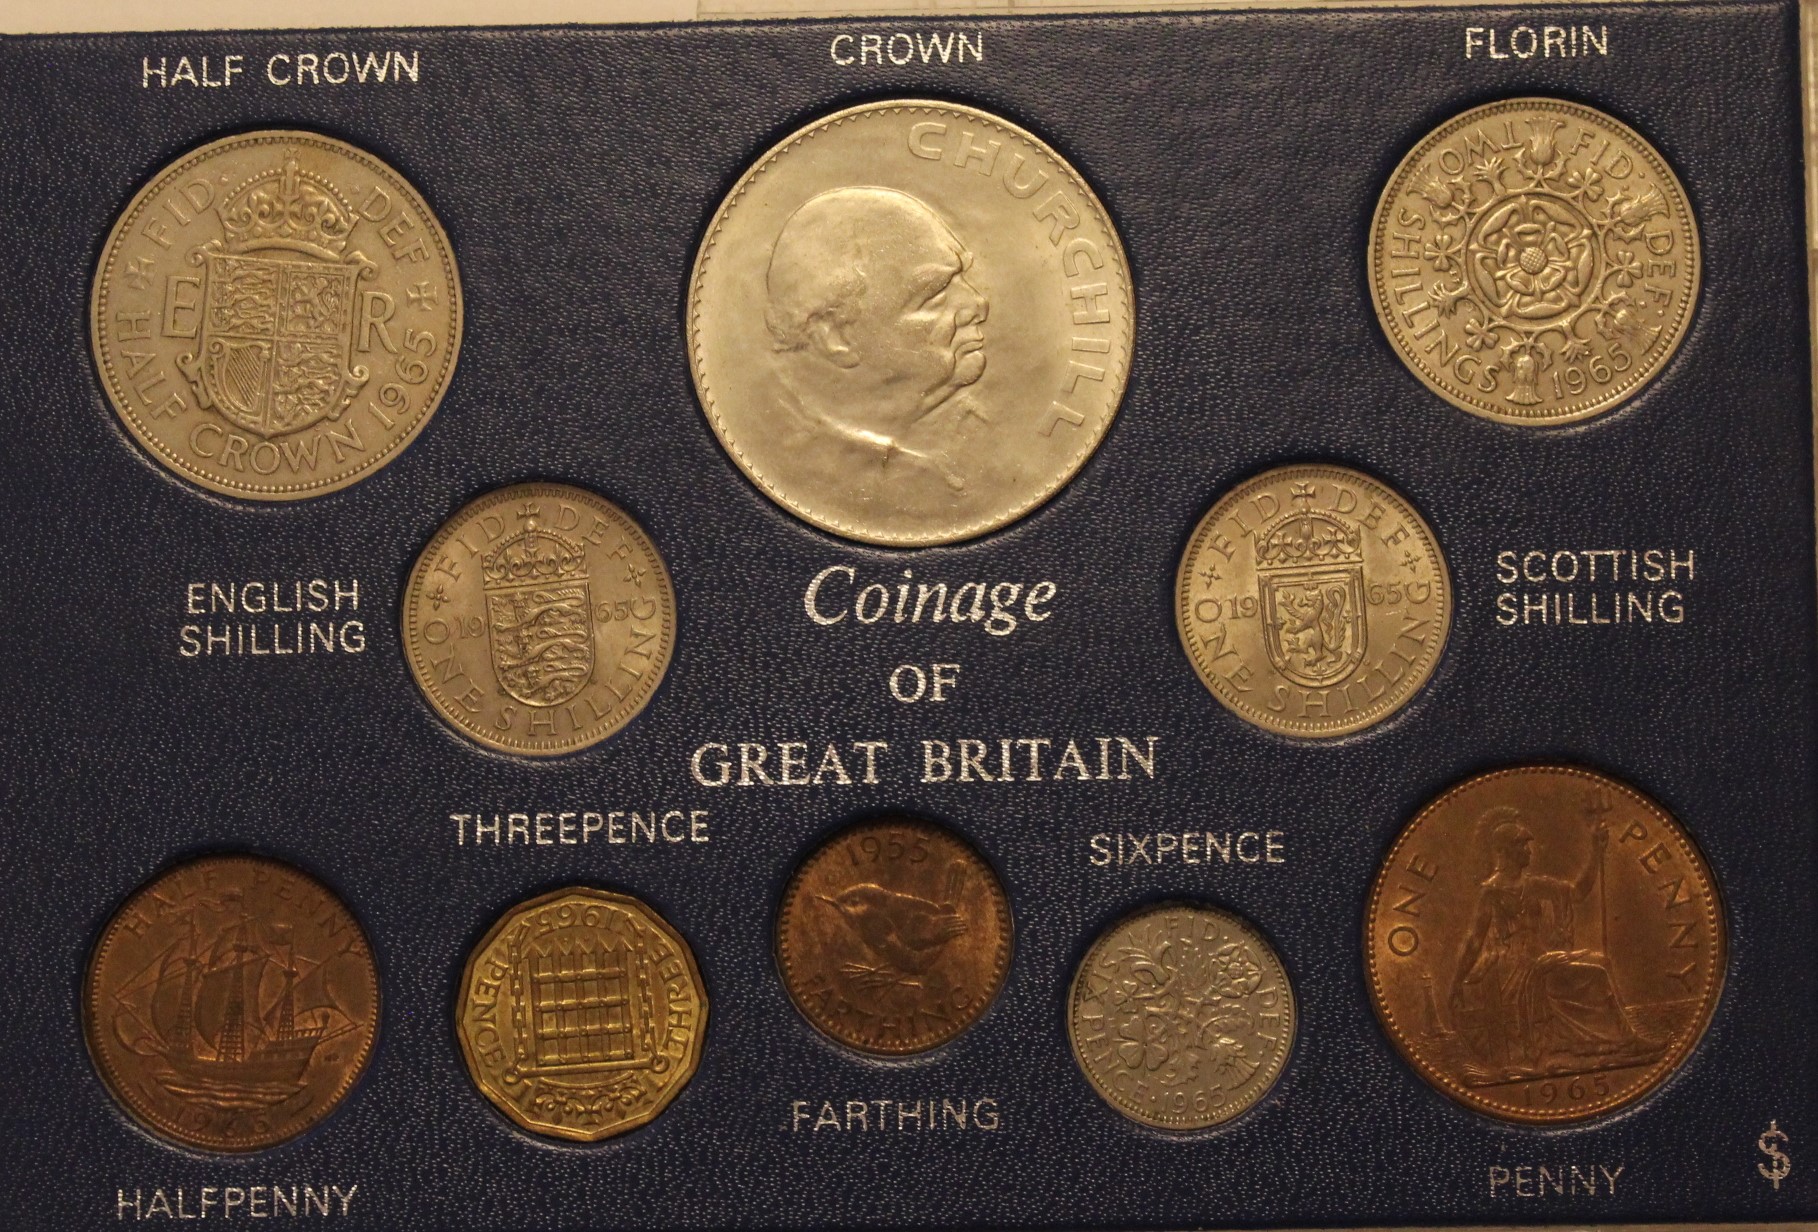 HALF CROWN
CROWN
FLORIN
FID · DEF
E R
HALF CROWN 1965
CHURCHILL
FID · DEF ·
TWO SHILLINGS 1965
ENGLISH
SHILLING
FID DEF
19 65
ONE SHILLING
Coinage
OF
GREAT BRITAIN
FID DEF
19 65
ONE SHILLING
SCOTTISH
SHILLING
THREEPENCE
SIXPENCE
HALF PENNY
HALFPENNY
1965
THREE PENCE
1955
FARTHING
FARTHING
FID · DEF ·
SIX PENCE · 1965
ONE PENNY
1965
PENNY
$